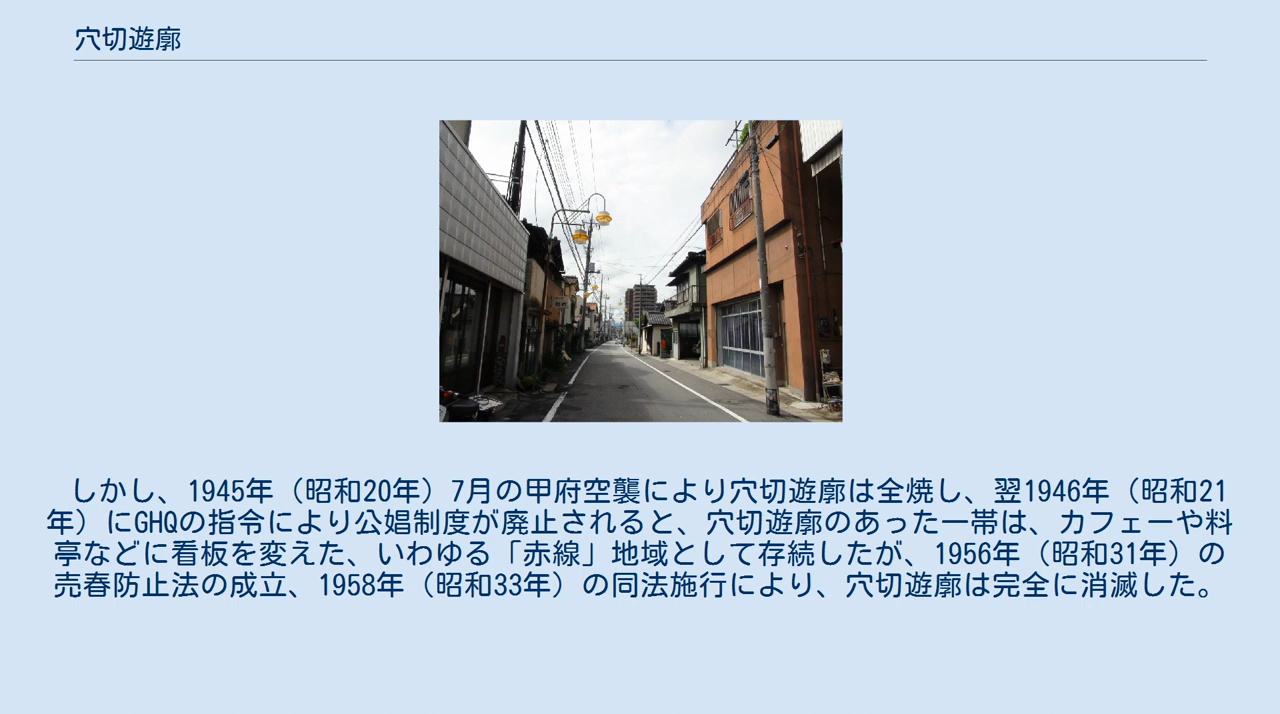 穴切遊廓
しかし、1945年（昭和20年）7月の甲府空襲により穴切遊廓は全焼し、翌1946年（昭和21
年）にGHQの指令により公娼制度が廃止されると、穴切遊廓のあった一帯は、カフェーや料
亭などに看板を変えた、いわゆる「赤線」地域として存続したが、1956年（昭和31年）の
売春防止法の成立、1958年（昭和33年）の同法施行により、穴切遊廓は完全に消滅した。